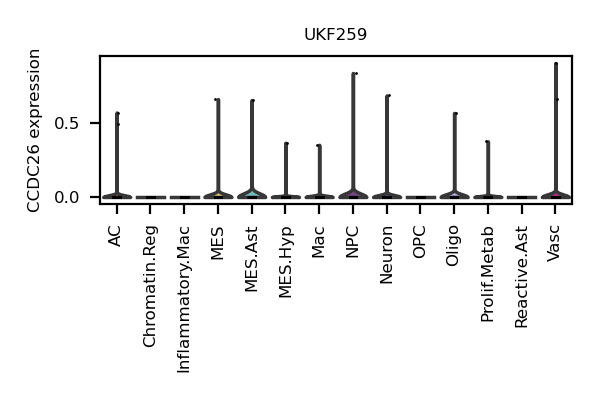 UKF259
CCDC26 expression
0.5
0.0
AC
Chromatin.Reg
Inflammatory.Mac
MES
MES.Ast
MES.Hyp
Mac
NPC
Neuron
OPC
Oligo
Prolif.Metab
Reactive.Ast
Vasc